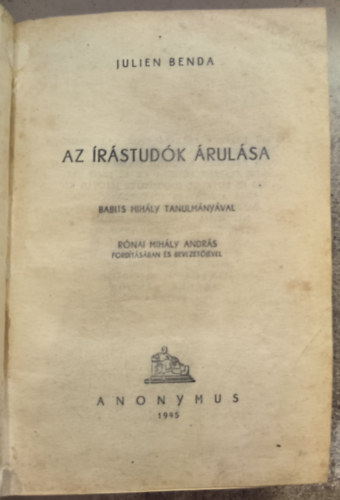 JULIEN BENDA
AZ ÍRÁSTUDÓK ÁRULÁSA
BABITS MIHÁLY TANULMÁNYÁVAL
RÓNAI MIHÁLY ANDRÁS
FORDÍTÁSÁBAN ÉS BEVEZETŐJÉVEL
ANONYMUS
1945